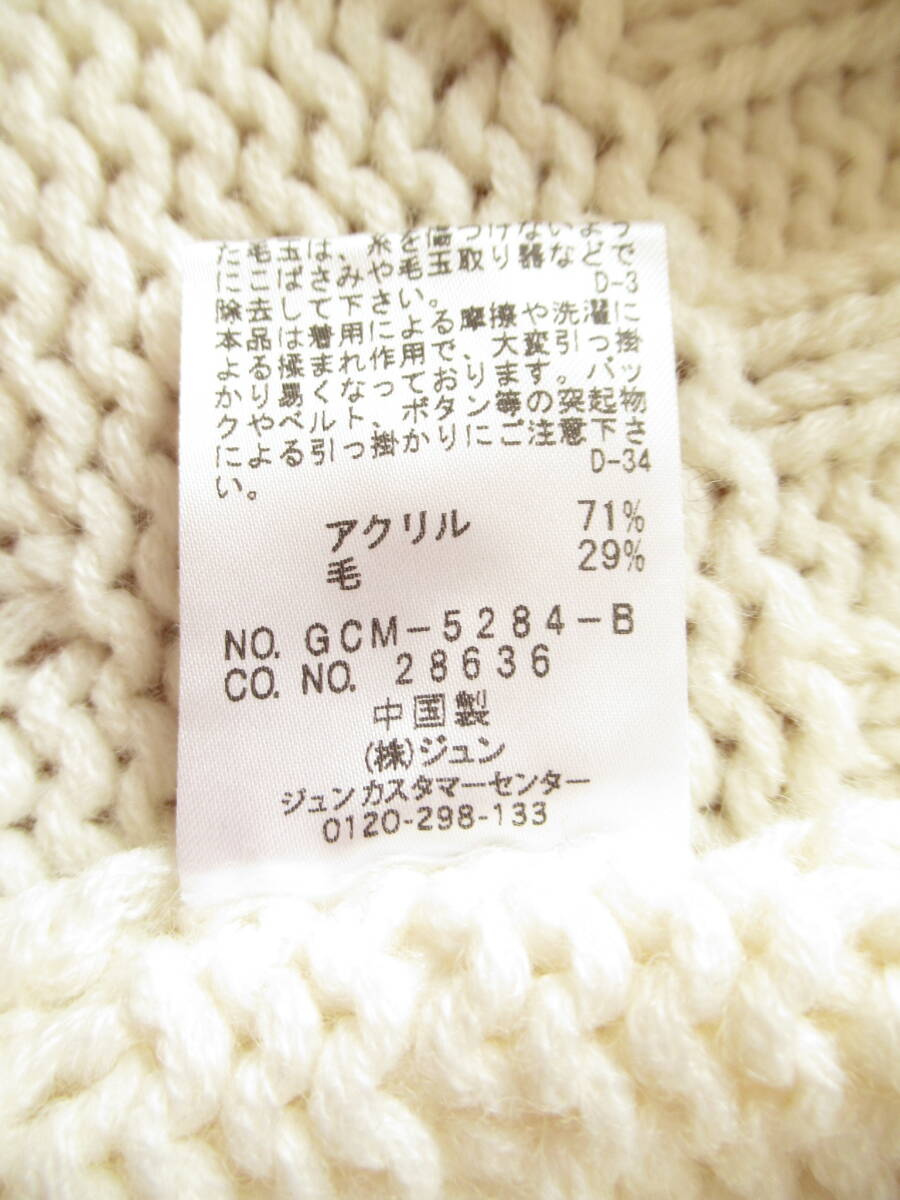 た毛玉は、糸を傷つけないよう
にこばさみや毛玉取り器などで
除去して下さい。 D-3
本品は着用による摩擦や洗濯に
よる揉まれ作用で、大変引っ掛
かり易くなっております。バッ
クやベルト、ボタン等の突起物
による引っ掛かりにご注意下さ
い。 D-34
アクリル 71%
毛 29%
NO. GCM-5284-B
CO. NO. 28636
中国製
(株)ジュン
ジュンカスタマーセンター
0120-298-133